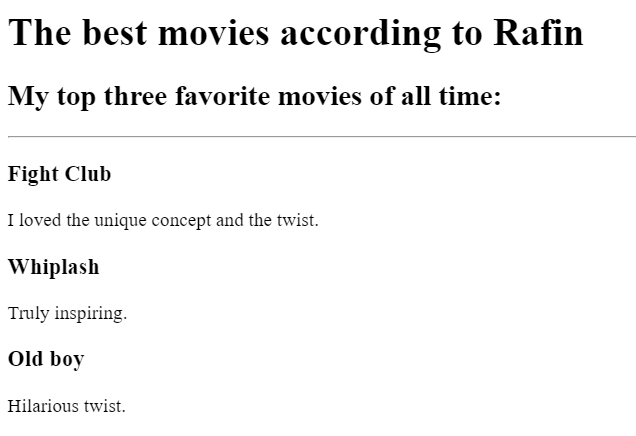 The best movies according to Rafin
My top three favorite movies of all time:
Fight Club
I loved the unique concept and the twist.
Whiplash
Truly inspiring.
Old boy
Hilarious twist.